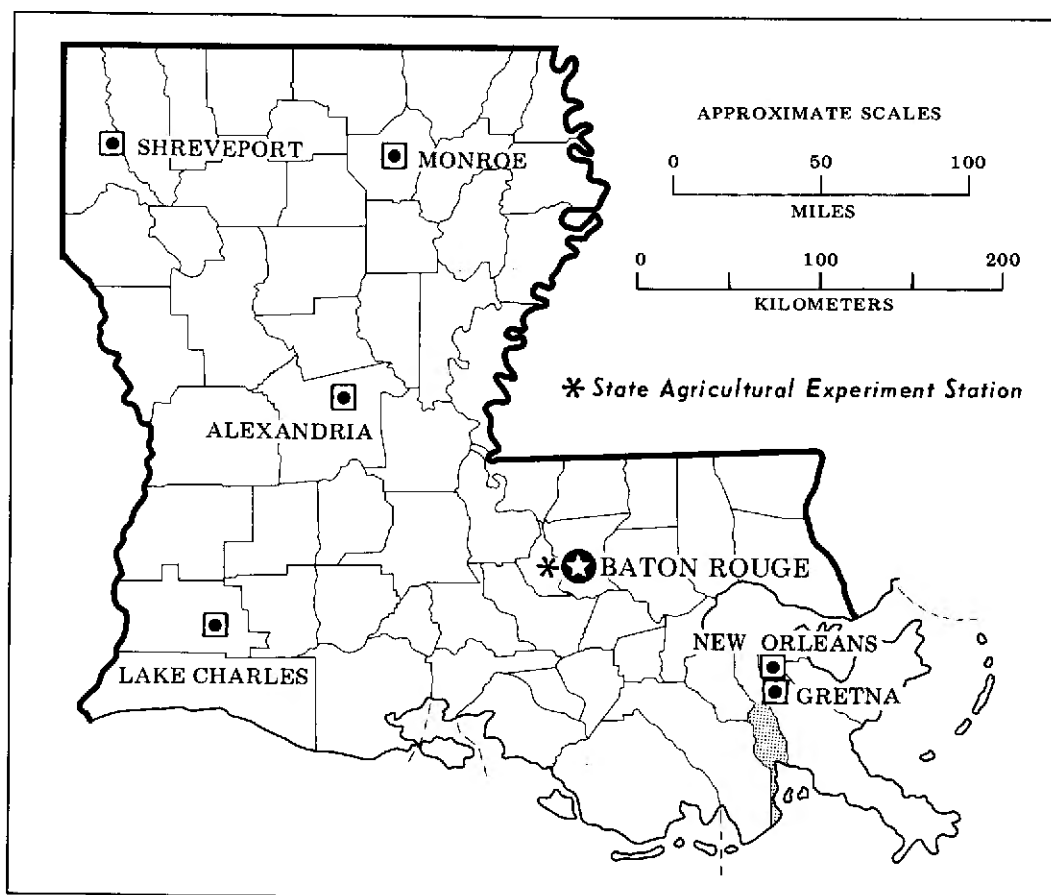 APPROXIMATE SCALES
0 50 100
MILES
0 100 200
KILOMETERS
SHREVEPORT
MONROE
* State Agricultural Experiment Station
ALEXANDRIA
BATON ROUGE
NEW ORLEANS
LAKE CHARLES
GRETNA